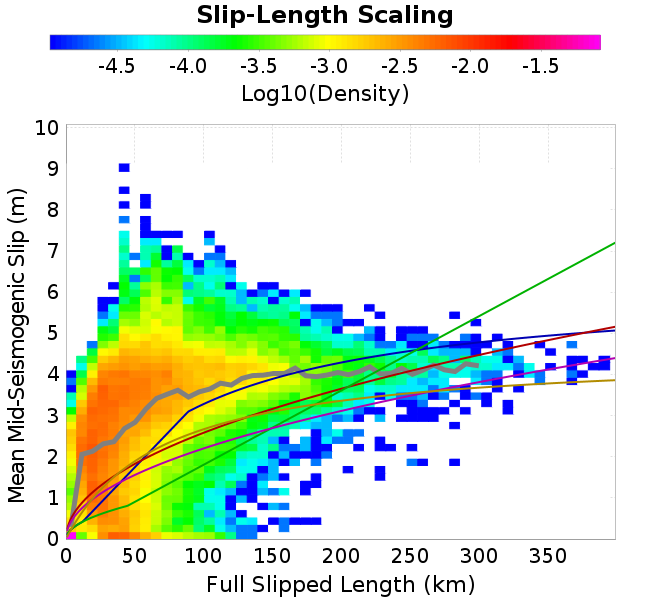 Slip-Length Scaling
-4.5 -4.0 -3.5 -3.0 -2.5 -2.0 -1.5
Log10(Density)
10
9
8
7
6
5
4
3
2
1
0
Mean Mid-Seismogenic Slip (m)
0 50 100 150 200 250 300 350
Full Slipped Length (km)